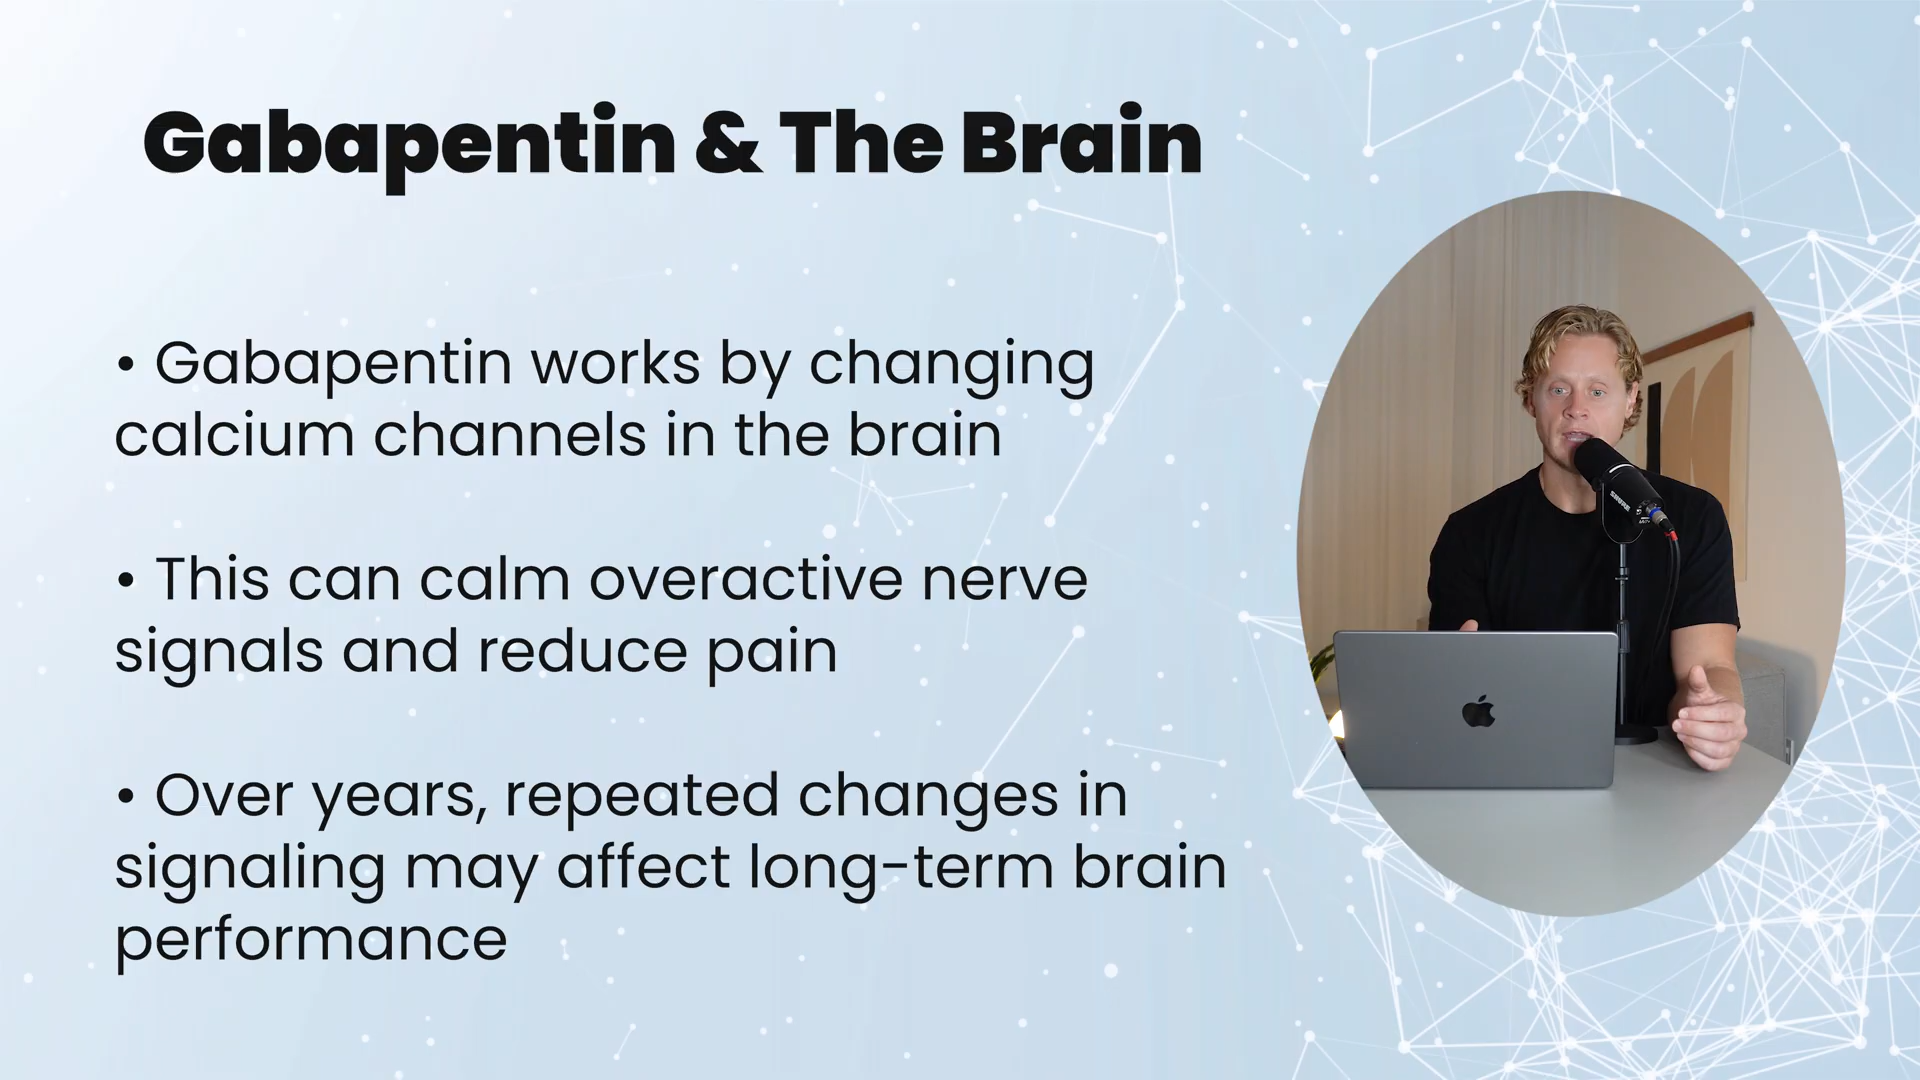 Gabapentin & The Brain
• Gabapentin works by changing
calcium channels in the brain
• This can calm overactive nerve
signals and reduce pain
• Over years, repeated changes in
signaling may affect long-term brain
performance
SHURE